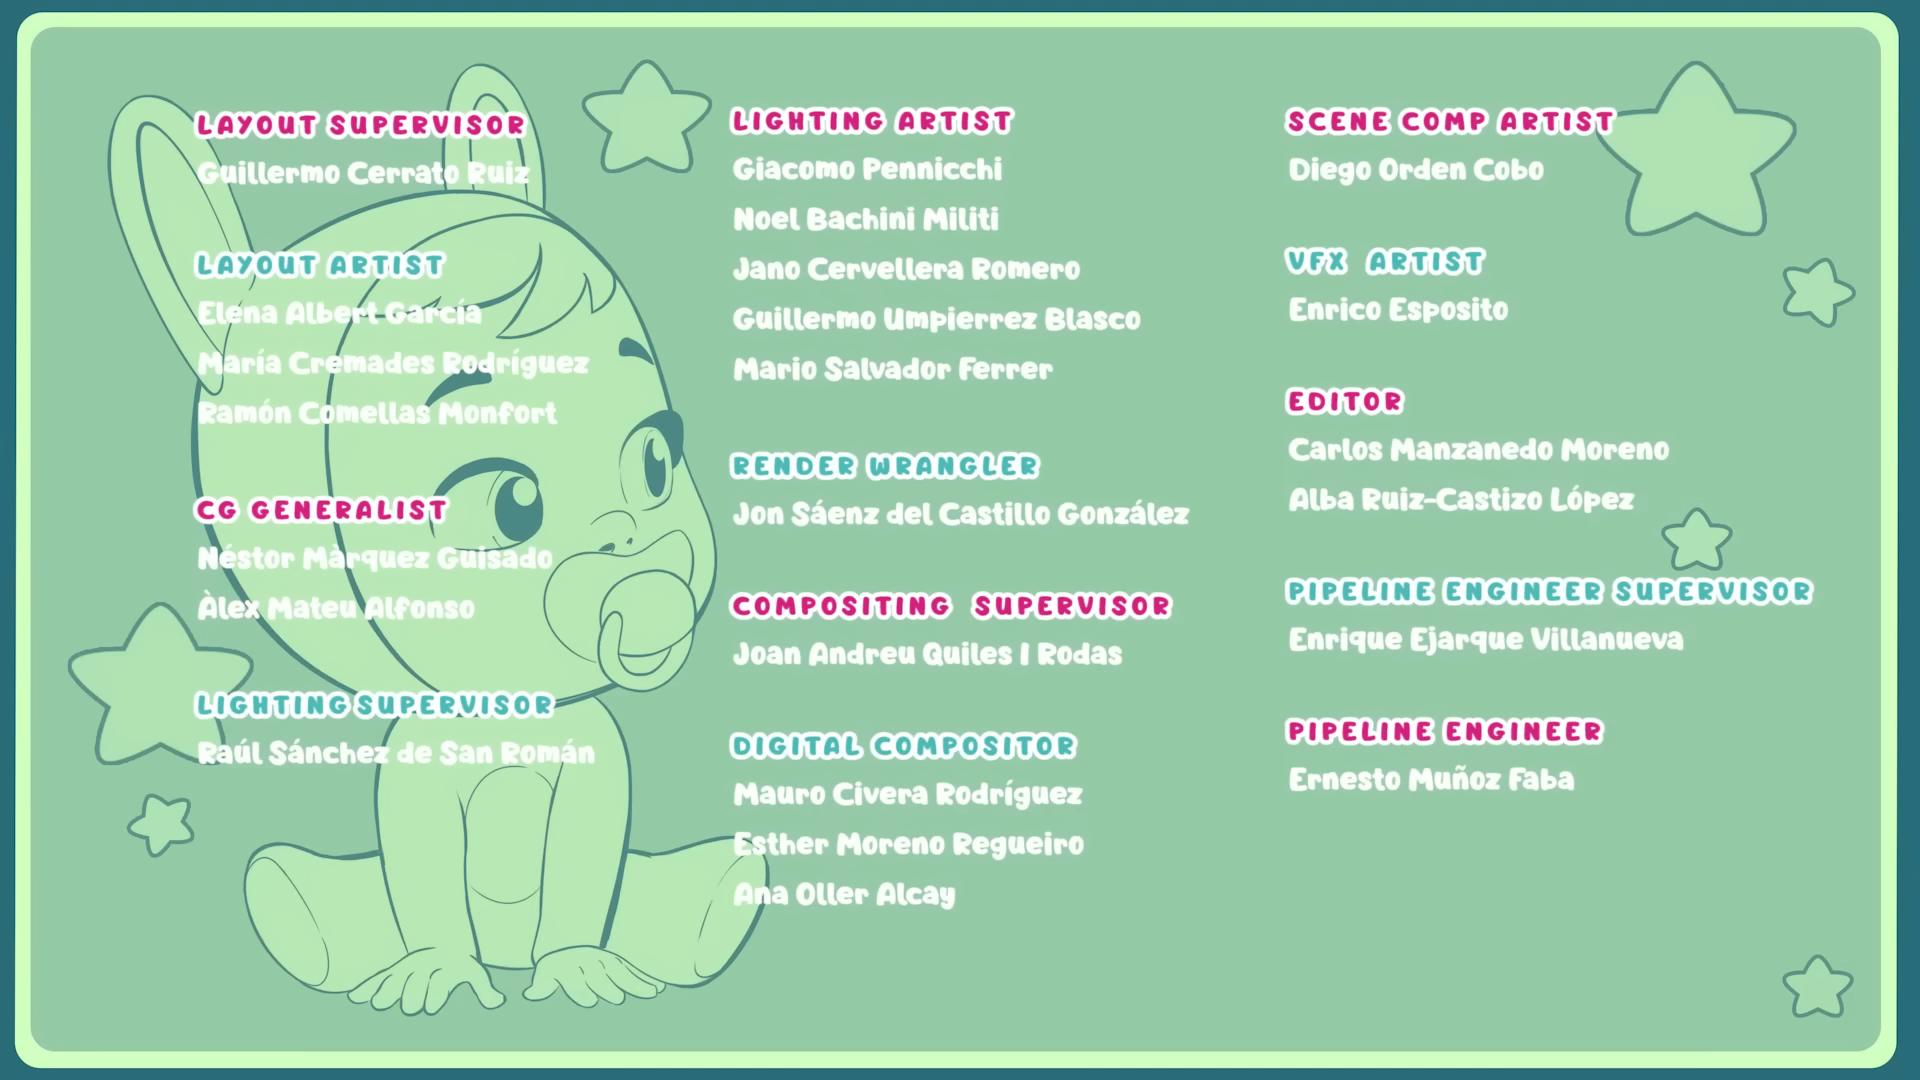 LAYOUT SUPERVISOR
Guillermo Cerrato Ruiz
LAYOUT ARTIST
Elena Albert García
María Cremades Rodríguez
Ramón Comellas Monfort
CG GENERALIST
Néstor Màrquez Guisado
Àlex Mateu Alfonso
LIGHTING SUPERVISOR
Raúl Sánchez de San Román
LIGHTING ARTIST
Giacomo Pennicchi
Noel Bachini Militi
Jano Cervellera Romero
Guillermo Umpierrez Blasco
Mario Salvador Ferrer
RENDER WRANGLER
Jon Sáenz del Castillo González
COMPOSITING SUPERVISOR
Joan Andreu Quiles I Rodas
DIGITAL COMPOSITOR
Mauro Civera Rodríguez
Esther Moreno Regueiro
Ana Oller Alcay
SCENE COMP ARTIST
Diego Orden Cobo
VFX ARTIST
Enrico Esposito
EDITOR
Carlos Manzanedo Moreno
Alba Ruiz-Castizo López
PIPELINE ENGINEER SUPERVISOR
Enrique Ejarque Villanueva
PIPELINE ENGINEER
Ernesto Muñoz Faba